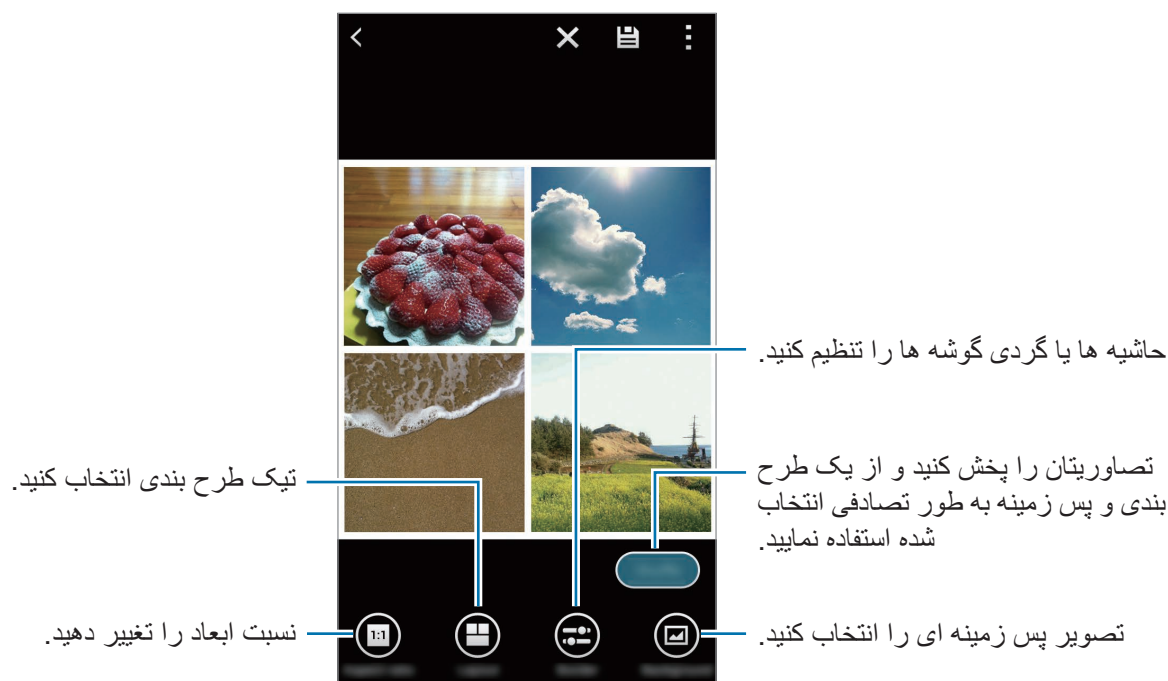 حاشیه ها یا گردی گوشه ها را تنظیم کنید.
تصاویرتان را پخش کنید و از یک طرح
بندی و پس زمینه به طور تصادفی انتخاب
شده استفاده نمایید.
تیک طرح بندی انتخاب کنید.
تصویر پس زمینه ای را انتخاب کنید.
نسبت ابعاد را تغییر دهید.
1:1